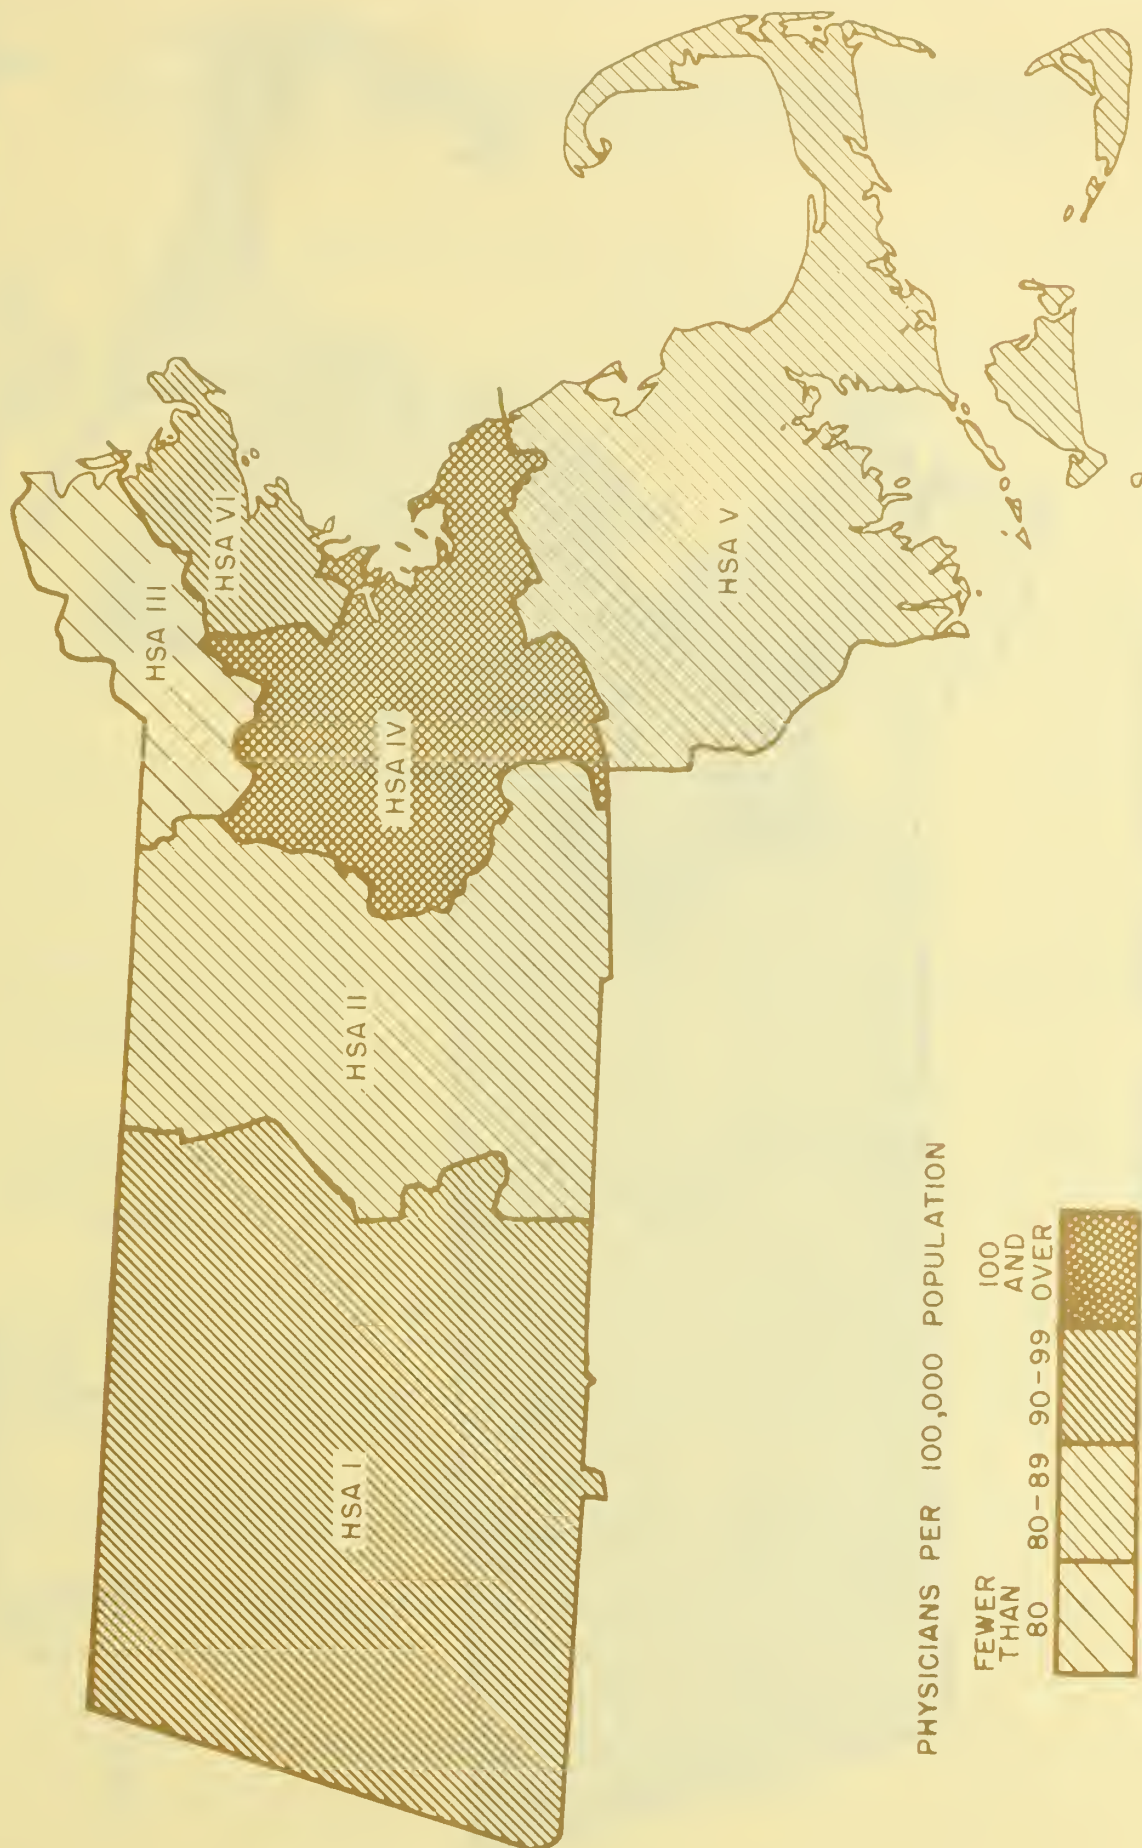 HSA III
HSA VI
HSA IV
HSA V
HSA II
HSA I
PHYSICIANS PER 100,000 POPULATION
FEWER
THAN
80
80-89
90-99
100
AND
OVER